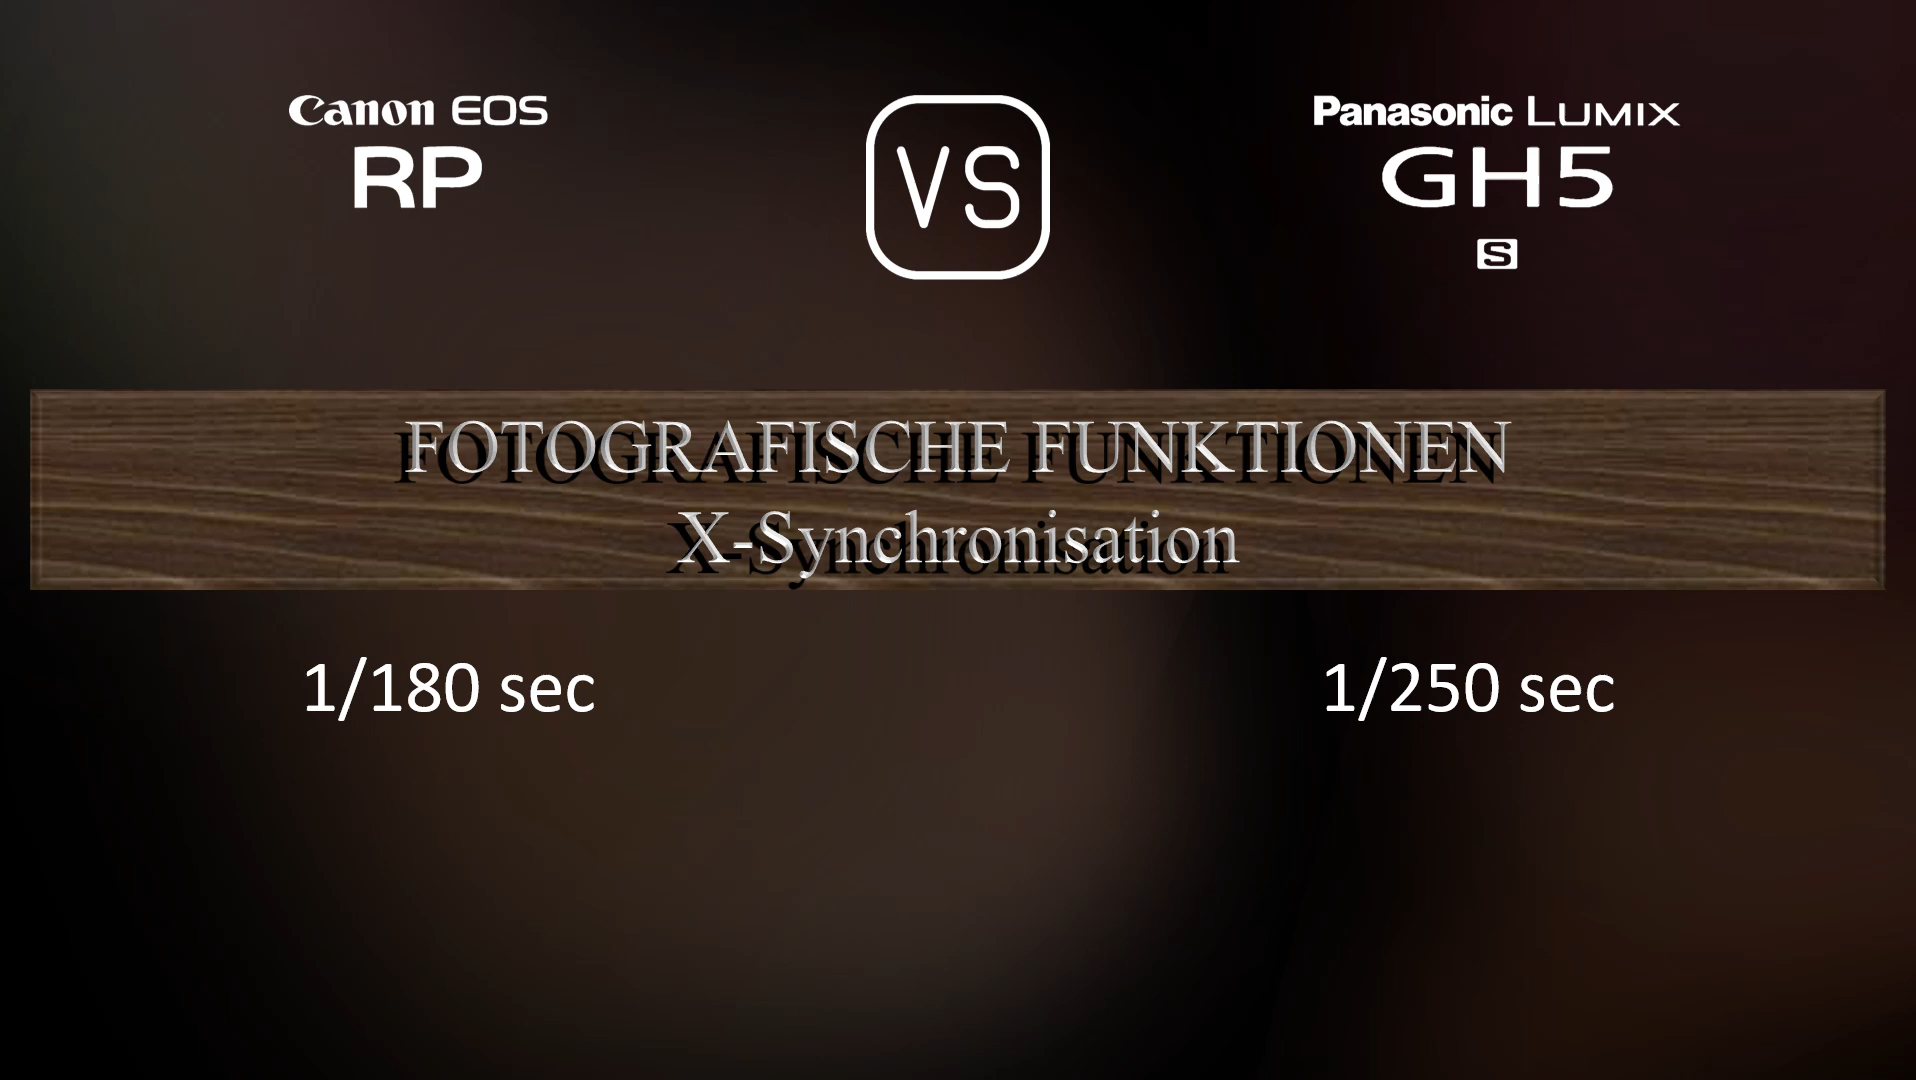 Canon EOS
RP
VS
Panasonic LUMIX
GH5
S
FOTOGRAFISCHE FUNKTIONEN
X-Synchronisation
1/180 sec
1/250 sec